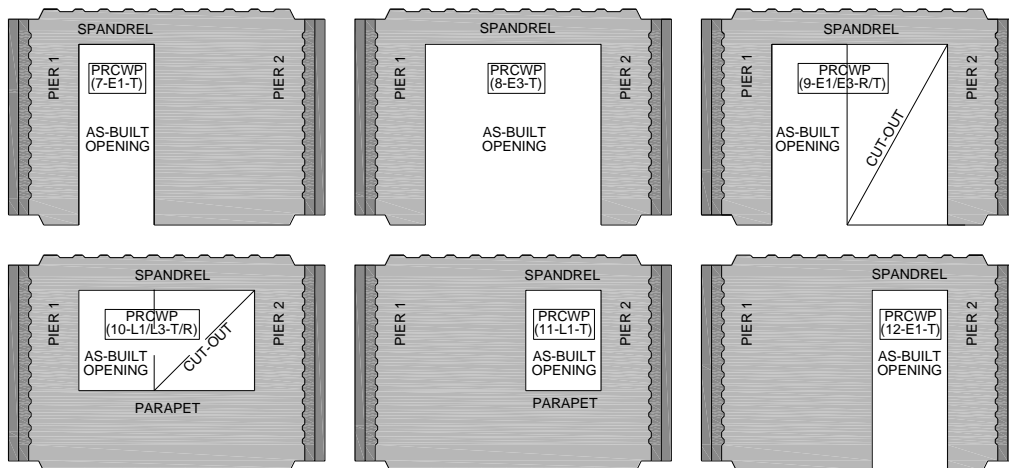 SPANDREL
PIER 1
PRCWP
(7-E1-T)
AS-BUILT
OPENING
PIER 2
SPANDREL
PIER 1
PRCWP
(8-E3-T)
AS-BUILT
OPENING
PIER 2
SPANDREL
PIER 1
PRCWP
(9-E1/E3-R/T)
AS-BUILT
OPENING
CUT-OUT
PIER 2
SPANDREL
PIER 1
PRCWP
(10-L1/L3-T/R)
AS-BUILT
OPENING
CUT-OUT
PIER 2
PARAPET
SPANDREL
PIER 1
PRCWP
(11-L1-T)
AS-BUILT
OPENING
PIER 2
PARAPET
SPANDREL
PIER 1
PRCWP
(12-E1-T)
AS-BUILT
OPENING
PIER 2